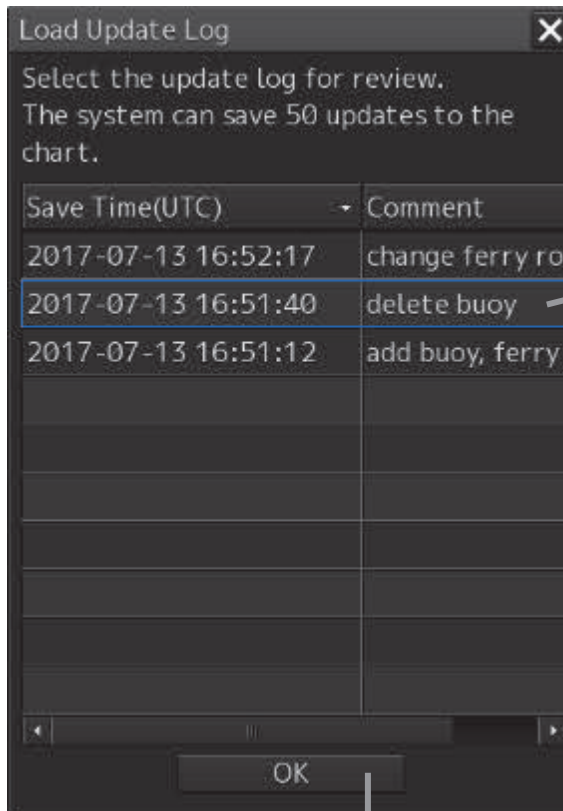 Load Update Log
Select the update log for review.
The system can save 50 updates to the
chart.
Save Time(UTC) Comment
2017-07-13 16:52:17 change ferry ro
2017-07-13 16:51:40 delete buoy
2017-07-13 16:51:12 add buoy, ferry
OK